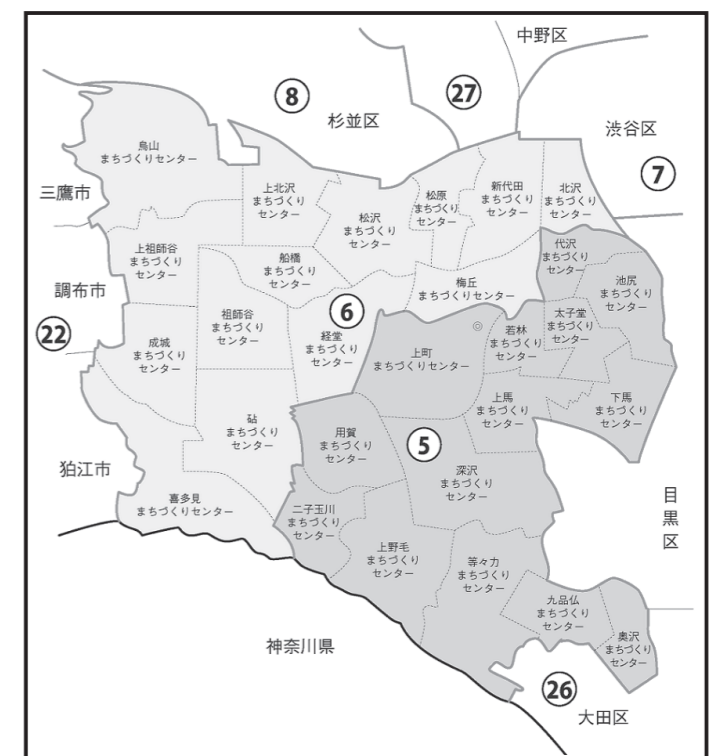 中野区
8
27
杉並区
渋谷区
7
烏山
まちづくりセンター
三鷹市
上北沢
まちづくり
センター
松沢
まちづくり
センター
松原
まちづくり
センター
新代田
まちづくり
センター
北沢
まちづくり
センター
上祖師谷
まちづくり
センター
船橋
まちづくり
センター
代沢
まちづくり
センター
池尻
まちづくり
センター
調布市
梅丘
まちづくりセンター
22
6
成城
まちづくり
センター
祖師谷
まちづくり
センター
経堂
まちづくり
センター
上町
まちづくりセンター
◎
若林
まちづくり
センター
太子堂
まちづくり
センター
砧
まちづくり
センター
上馬
まちづくり
センター
下馬
まちづくり
センター
用賀
まちづくり
センター
5
狛江市
深沢
まちづくり
センター
喜多見
まちづくりセンター
二子玉川
まちづくり
センター
目
黒
区
上野毛
まちづくり
センター
等々力
まちづくり
センター
九品仏
まちづくり
センター
奥沢
まちづくり
センター
神奈川県
26
大田区